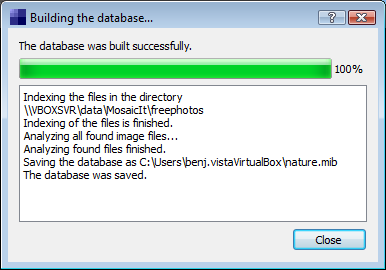 Building the database...
The database was built successfully.
100%
Indexing the files in the directory
\\VBOXSVR\data\MosaicIt\freephotos
Indexing of the files is finished.
Analyzing all found image files...
Analyzing found files finished.
Saving the database as C:\Users\benj.vistaVirtualBox\nature.mib
The database was saved.
Close